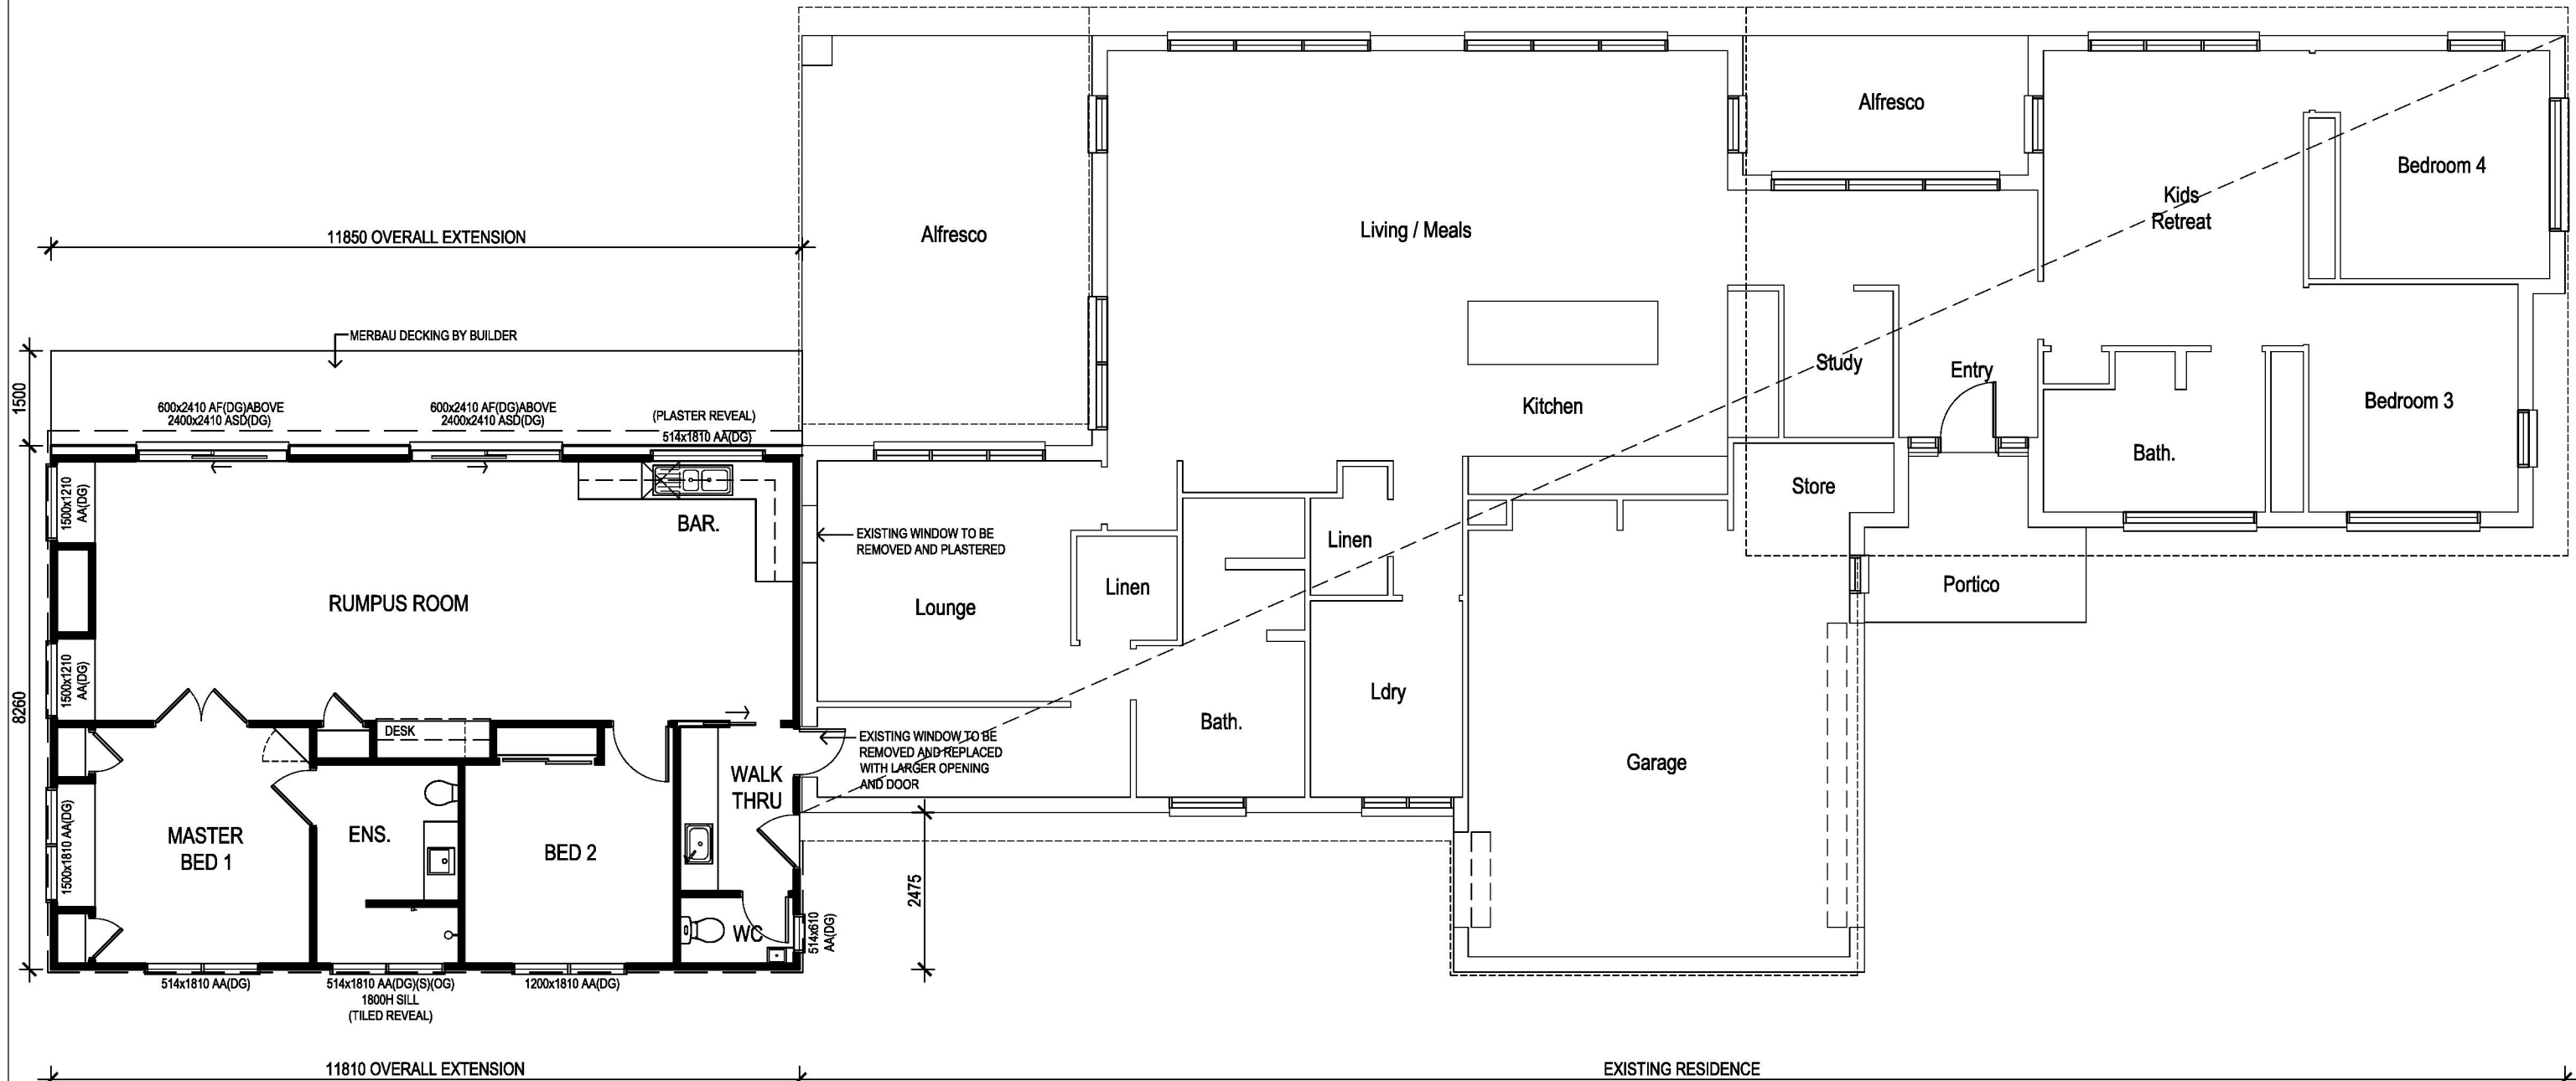 11850 OVERALL EXTENSION
MERBAU DECKING BY BUILDER
1500
600x2410 AF(DG)ABOVE
2400x2410 ASD(DG)
600x2410 AF(DG)ABOVE
2400x2410 ASD(DG)
(PLASTER REVEAL)
514x1810 AA(DG)
Alfresco
Living / Meals
Alfresco
Kids
Retreat
Bedroom 4
Kitchen
Study
Entry
Bath.
Bedroom 3
Store
Portico
1500x1210
AA(DG)
BAR.
EXISTING WINDOW TO BE
REMOVED AND PLASTERED
RUMPUS ROOM
Lounge
Linen
Linen
1500x1210
AA(DG)
8260
Ldry
Bath.
Garage
DESK
EXISTING WINDOW TO BE
REMOVED AND REPLACED
WITH LARGER OPENING
AND DOOR
WALK
THRU
1500x1810 AA(DG)
MASTER
BED 1
ENS.
BED 2
2475
WC
514x610
AA(DG)
514x1810 AA(DG)
514x1810 AA(DG)(S)(OG)
1800H SILL
(TILED REVEAL)
1200x1810 AA(DG)
11810 OVERALL EXTENSION
EXISTING RESIDENCE